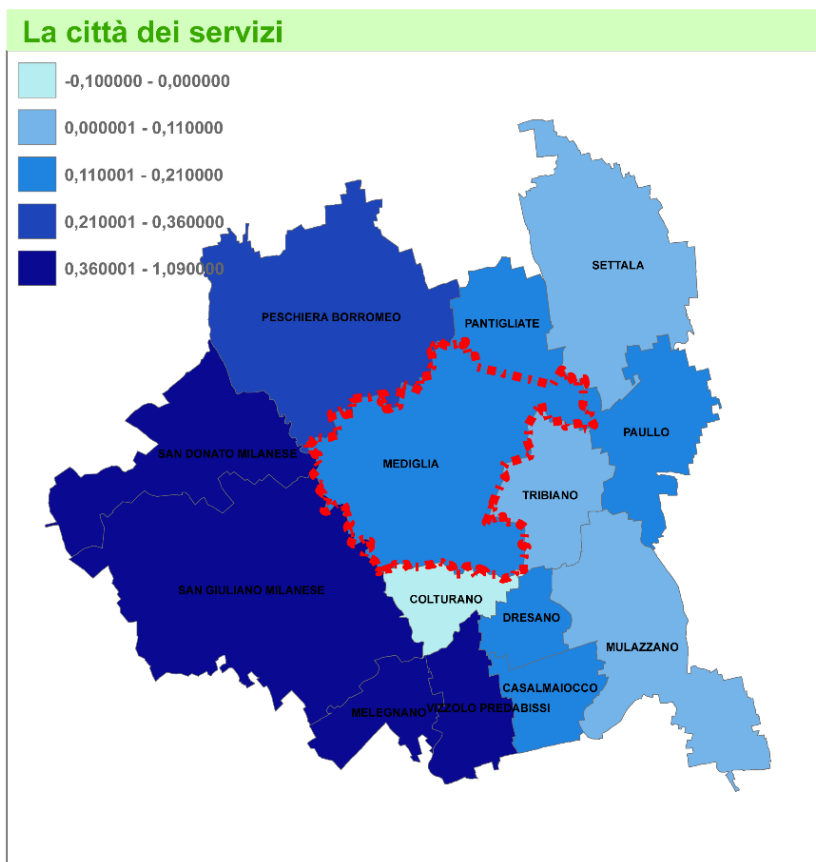 La città dei servizi
-0,100000 - 0,000000
0,000001 - 0,110000
0,110001 - 0,210000
0,210001 - 0,360000
0,360001 - 1,090000
SETTALA
PESCHIERA BORROMEO
PANTIGLIATE
PAULLO
SAN DONATO MILANESE
MEDIGLIA
TRIBIANO
SAN GIULIANO MILANESE
COLTURANO
DRESANO
MULAZZANO
CASALMAIOCCO
MELEGNANO
VIZZOLO PREDABISSI